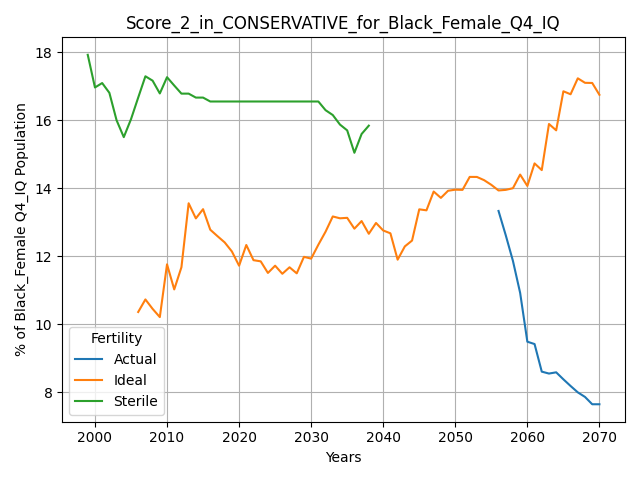 Score_2_in_CONSERVATIVE_for_Black_Female_Q4_IQ
% of Black_Female Q4_IQ Population
18
16
14
12
10
8
Fertility
Actual
Ideal
Sterile
2000 2010 2020 2030 2040 2050 2060 2070
Years